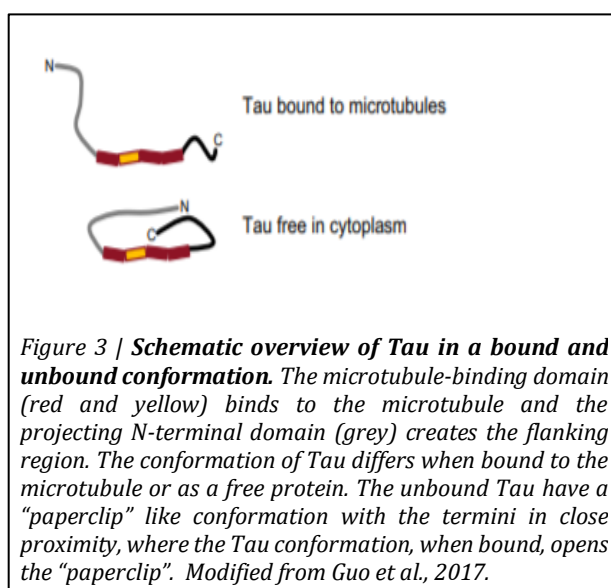 N
Tau bound to microtubules
C
N
C
Tau free in cytoplasm
Figure 3 | Schematic overview of Tau in a bound and
unbound conformation. The microtubule-binding domain
(red and yellow) binds to the microtubule and the
projecting N-terminal domain (grey) creates the flanking
region. The conformation of Tau differs when bound to the
microtubule or as a free protein. The unbound Tau have a
“paperclip” like conformation with the termini in close
proximity, where the Tau conformation, when bound, opens
the “paperclip”. Modified from Guo et al., 2017.